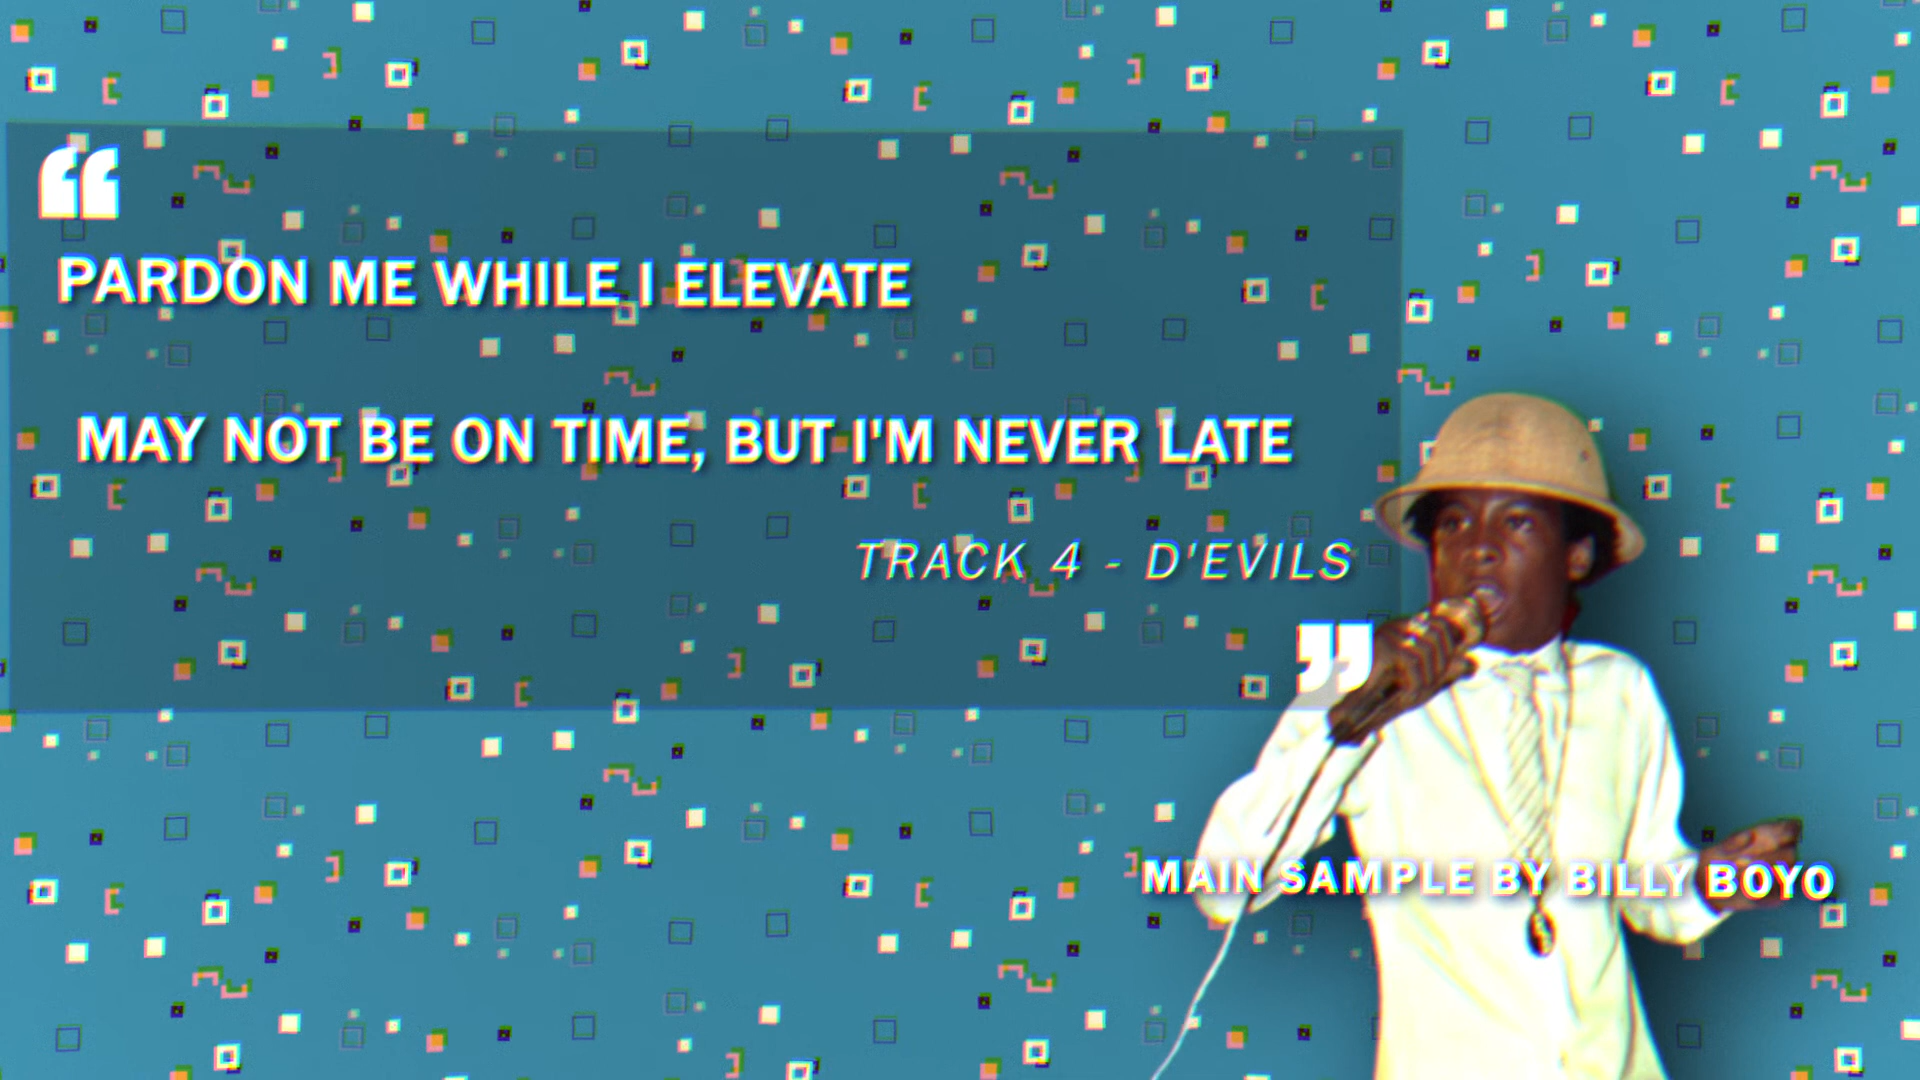 “
PARDON ME WHILE I ELEVATE
MAY NOT BE ON TIME, BUT I'M NEVER LATE
TRACK 4 - D'EVILS
”
MAIN SAMPLE BY BILLY BOYO